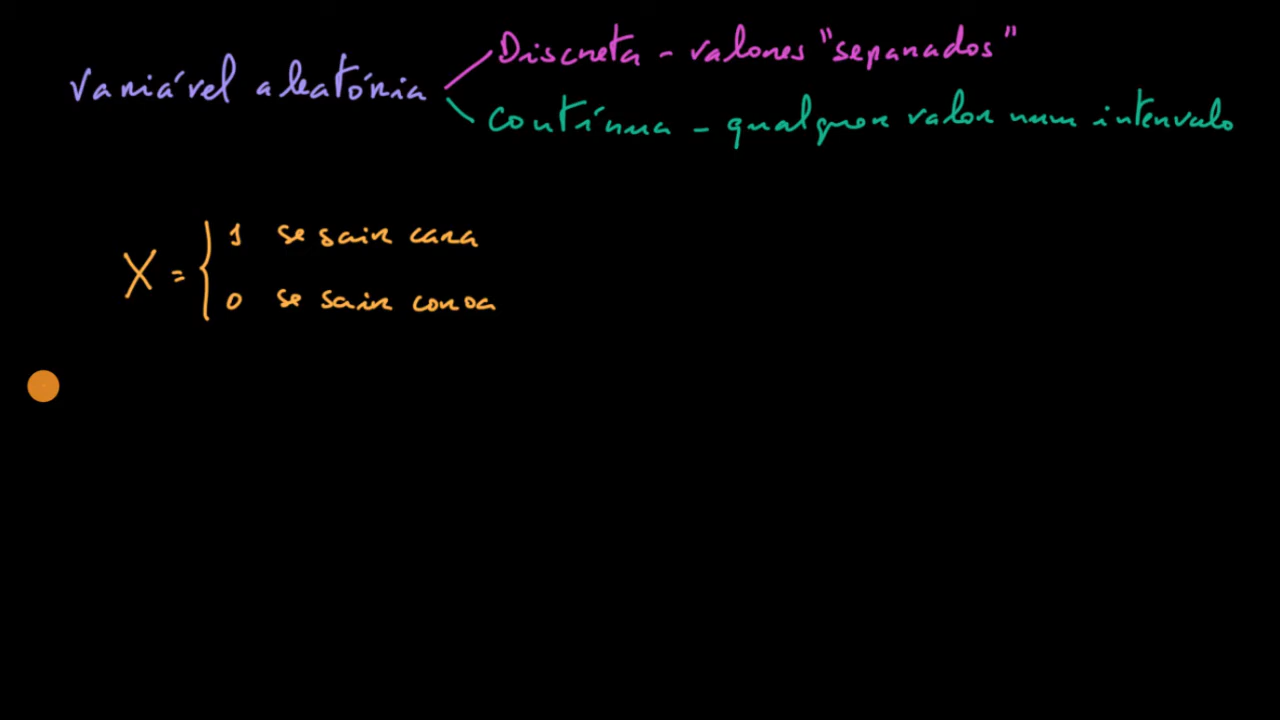 Variável aleatória
Discreta - valores "separados"
contínua - qualquer valor num intervalo
X = { 1 se sair cara
0 se sair coroa